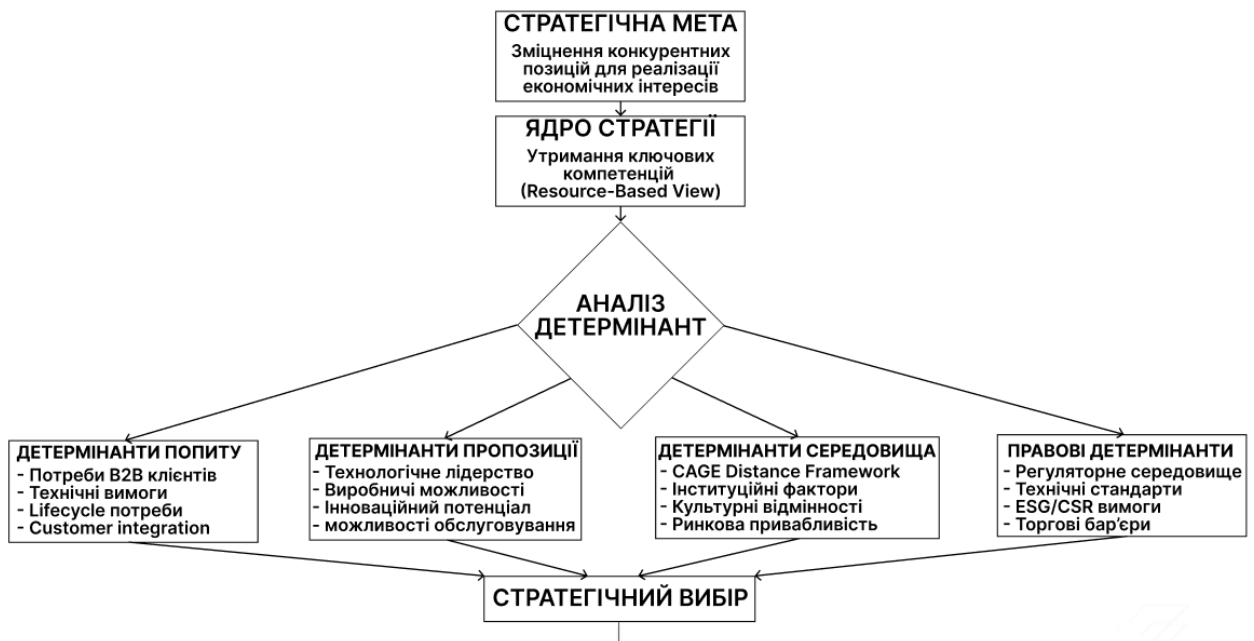 СТРАТЕГІЧНА МЕТА
Зміцнення конкурентних
позицій для реалізації
економічних інтересів
ЯДРО СТРАТЕГІЇ
Утримання ключових
компетенцій
(Resource-Based View)
АНАЛІЗ
ДЕТЕРМІНАНТ
ДЕТЕРМІНАНТИ ПОПИТУ
- Потреби B2B клієнтів
- Технічні вимоги
- Lifecycle потреби
- Customer integration
ДЕТЕРМІНАНТИ ПРОПОЗИЦІЇ
- Технологічне лідерство
- Виробничі можливості
- Інноваційний потенціал
- можливості обслуговування
ДЕТЕРМІНАНТИ СЕРЕДОВИЩА
- CAGE Distance Framework
- Інституційні фактори
- Культурні відмінності
- Ринкова привабливість
ПРАВОВІ ДЕТЕРМІНАНТИ
- Регуляторне середовище
- Технічні стандарти
- ESG/CSR вимоги
- Торгові бар’єри
СТРАТЕГІЧНИЙ ВИБІР